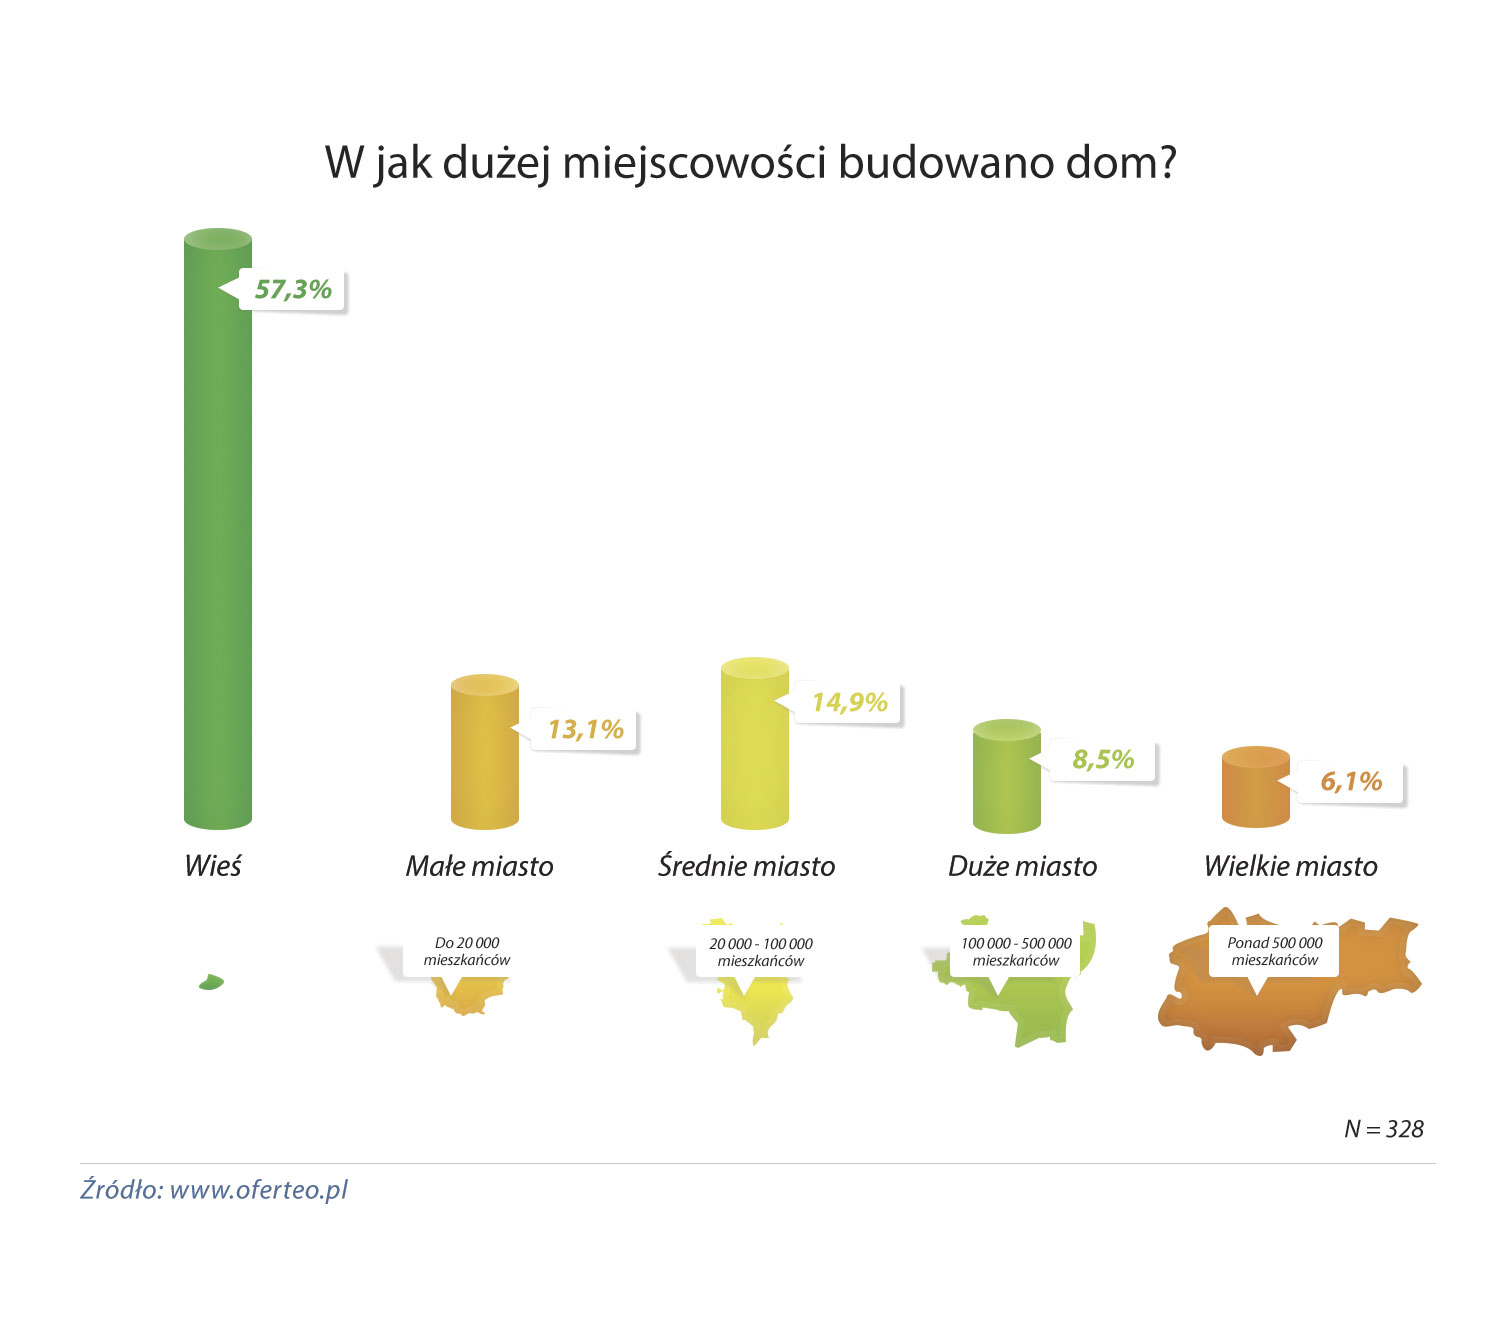 W jak dużej miejscowości budowano dom?
57,3%
13,1%
14,9%
8,5%
6,1%
Wieś
Małe miasto
Średnie miasto
Duże miasto
Wielkie miasto
Do 20 000
mieszkańców
20 000 - 100 000
mieszkańców
100 000 - 500 000
mieszkańców
Ponad 500 000
mieszkańców
N = 328
Źródło: www.oferteo.pl